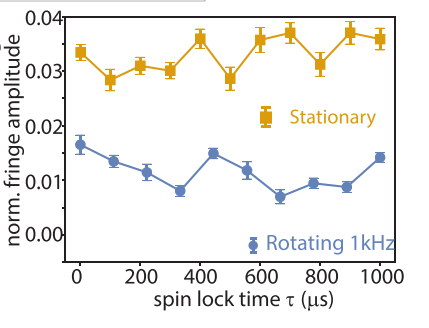 norm. fringe amplitude
0.04
0.03
0.02
0.01
0.00
Stationary
Rotating 1kHz
0 200 400 600 800 1000
spin lock time τ (μs)